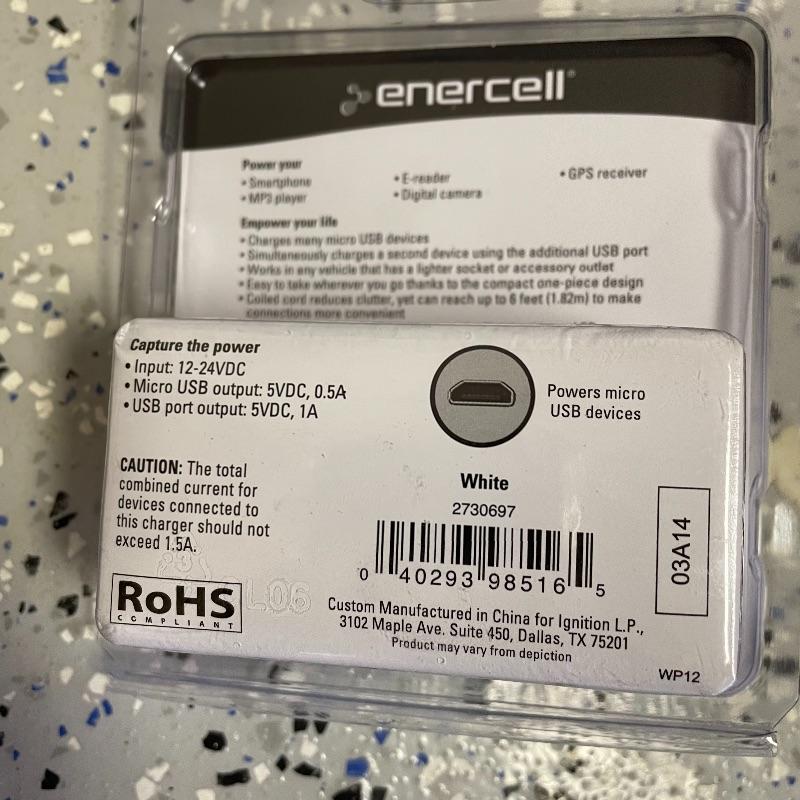 enercell®
Power your
• Smartphone
• MP3 player
• E-reader
• Digital camera
• GPS receiver
Empower your life
• Charges many micro USB devices
• Simultaneously charges a second device using the additional USB port
• Works in any vehicle that has a lighter socket or accessory outlet
• Easy to take wherever you go thanks to the compact one-piece design
• Coiled cord reduces clutter, yet can reach up to 6 feet (1.82m) to make
connections more convenient
Capture the power
• Input: 12-24VDC
• Micro USB output: 5VDC, 0.5A
• USB port output: 5VDC, 1A
Powers micro
USB devices
CAUTION: The total
combined current for
devices connected to
this charger should not
exceed 1.5A.
White
2730697
0 40293 98516 5
03A14
RoHS
COMPLIANT
Custom Manufactured in China for Ignition L.P.,
3102 Maple Ave. Suite 450, Dallas, TX 75201
Product may vary from depiction
WP12